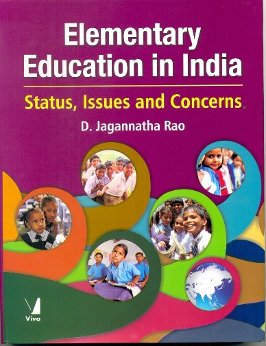 Elementary
Education in India
Status, Issues and Concerns
D. Jagannatha Rao
Viva